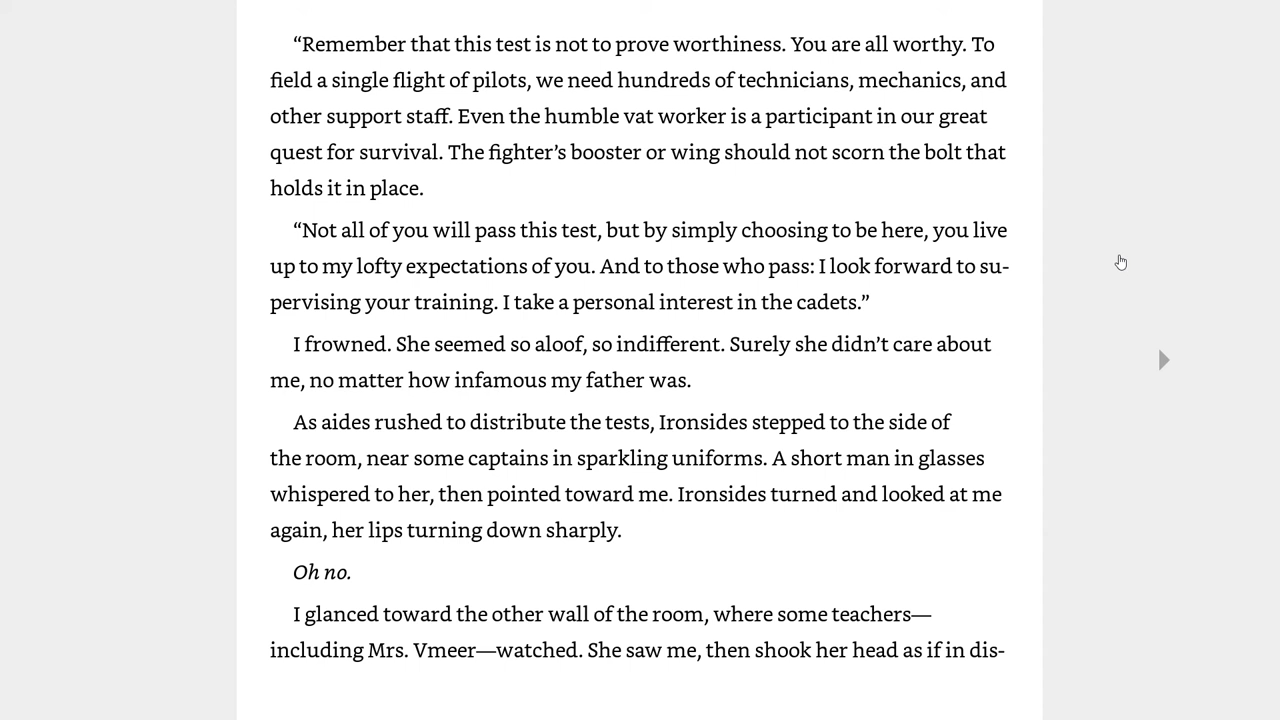 “Remember that this test is not to prove worthiness. You are all worthy. To
field a single flight of pilots, we need hundreds of technicians, mechanics, and
other support staff. Even the humble vat worker is a participant in our great
quest for survival. The fighter’s booster or wing should not scorn the bolt that
holds it in place.
“Not all of you will pass this test, but by simply choosing to be here, you live
up to my lofty expectations of you. And to those who pass: I look forward to su-
pervising your training. I take a personal interest in the cadets.”
I frowned. She seemed so aloof, so indifferent. Surely she didn’t care about
me, no matter how infamous my father was.
As aides rushed to distribute the tests, Ironsides stepped to the side of
the room, near some captains in sparkling uniforms. A short man in glasses
whispered to her, then pointed toward me. Ironsides turned and looked at me
again, her lips turning down sharply.
Oh no.
I glanced toward the other wall of the room, where some teachers—
including Mrs. Vmeer—watched. She saw me, then shook her head as if in dis-